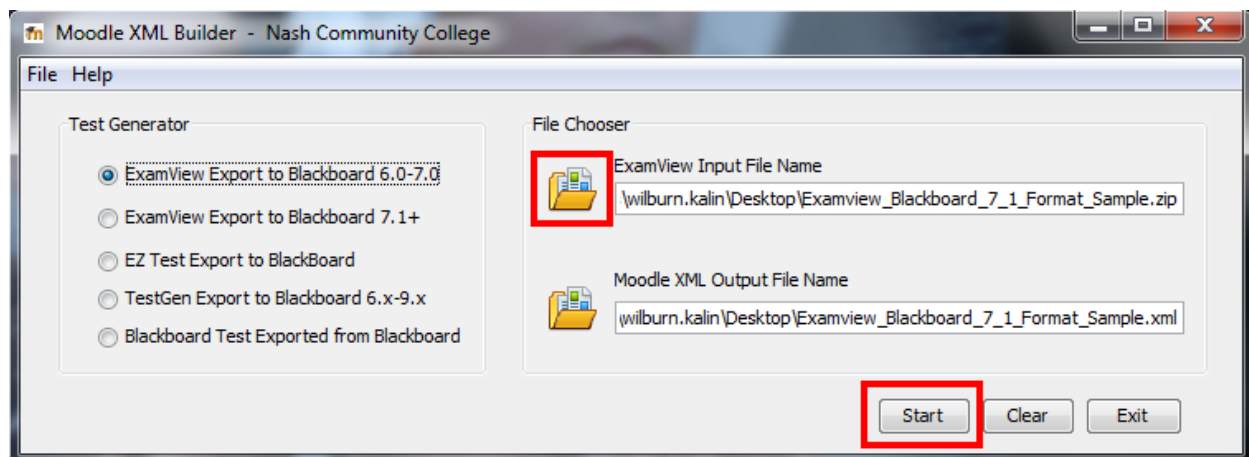 Moodle XML Builder - Nash Community College
File Help
Test Generator
ExamView Export to Blackboard 6.0-7.0
ExamView Export to Blackboard 7.1+
EZ Test Export to BlackBoard
TestGen Export to Blackboard 6.x-9.x
Blackboard Test Exported from Blackboard
File Chooser
ExamView Input File Name
\wilburn.kalin\Desktop\Examview_Blackboard_7_1_Format_Sample.zip
Moodle XML Output File Name
wilburn.kalin\Desktop\Examview_Blackboard_7_1_Format_Sample.xml
Start Clear Exit